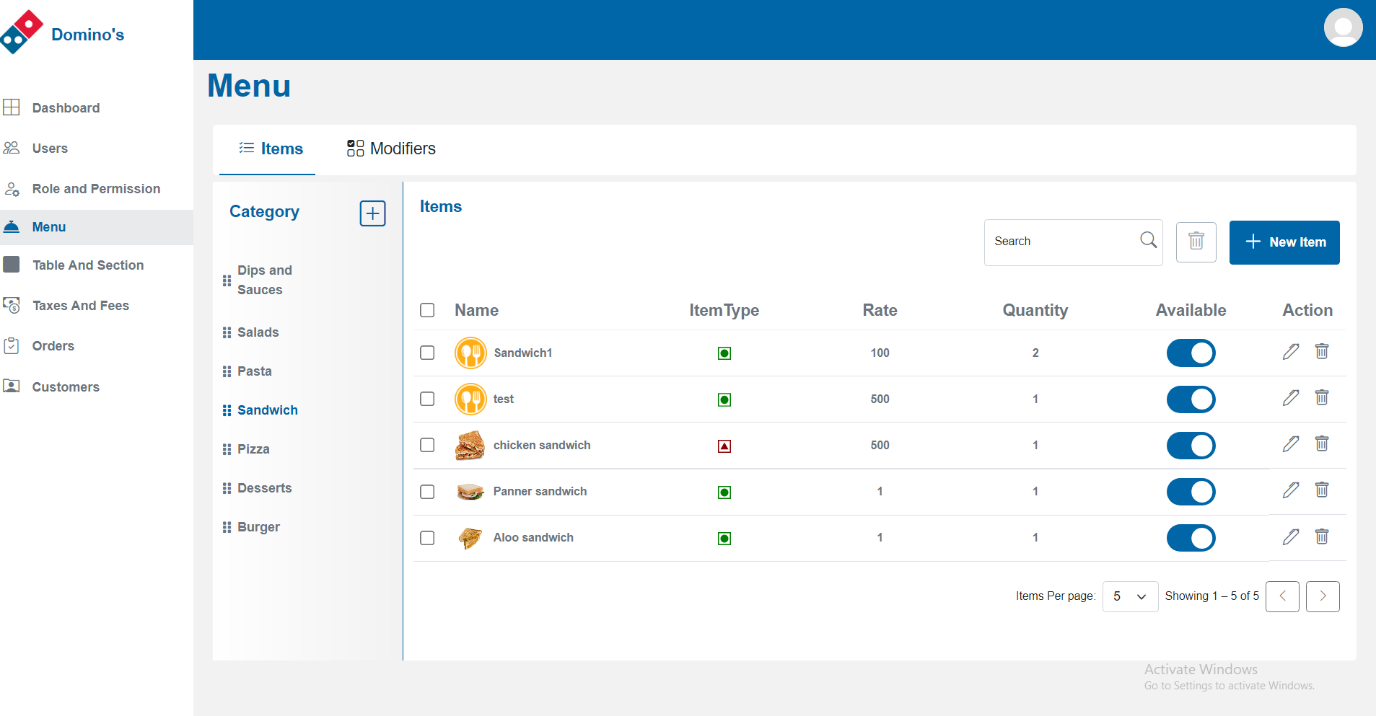 Domino's
Dashboard
Users
Role and Permission
Menu
Table And Section
Taxes And Fees
Orders
Customers
Menu
Items
Modifiers
Category
Dips and
Sauces
Salads
Pasta
Sandwich
Pizza
Desserts
Burger
Items
Search
New Item
Name ItemType Rate Quantity Available Action
Sandwich1 100 2
test 500 1
chicken sandwich 500 1
Panner sandwich 1 1
Aloo sandwich 1 1
Items Per page: 5 Showing 1 – 5 of 5
Activate Windows
Go to Settings to activate Windows.